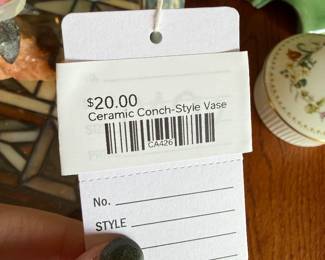 $20.00
Ceramic Conch-Style Vase
CA426
No.
STYLE